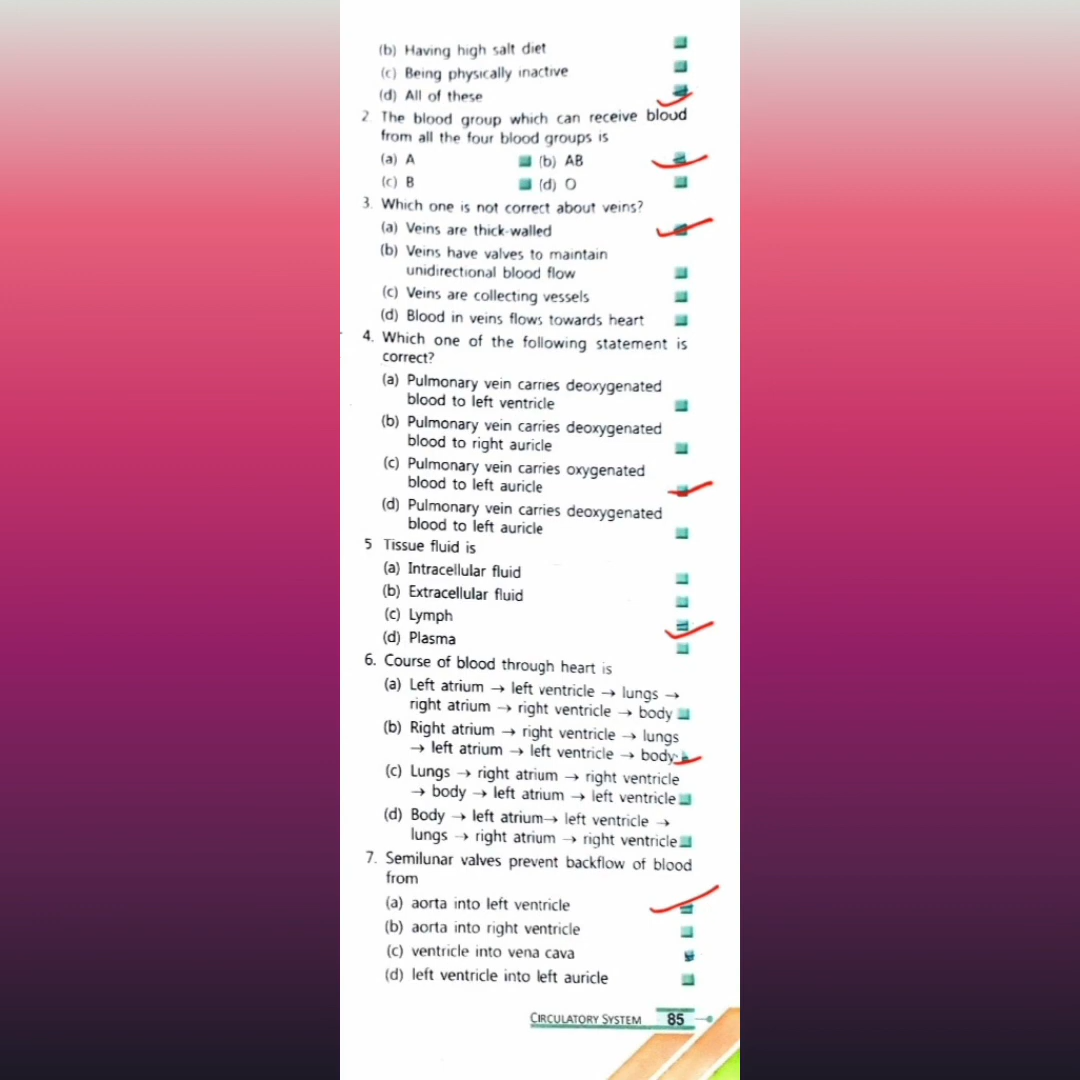 (b) Having high salt diet
(c) Being physically inactive
(d) All of these
2. The blood group which can receive blood
from all the four blood groups is
(a) A (b) AB
(c) B (d) O
3. Which one is not correct about veins?
(a) Veins are thick-walled
(b) Veins have valves to maintain
unidirectional blood flow
(c) Veins are collecting vessels
(d) Blood in veins flows towards heart
4. Which one of the following statement is
correct?
(a) Pulmonary vein carries deoxygenated
blood to left ventricle
(b) Pulmonary vein carries deoxygenated
blood to right auricle
(c) Pulmonary vein carries oxygenated
blood to left auricle
(d) Pulmonary vein carries deoxygenated
blood to left auricle
5 Tissue fluid is
(a) Intracellular fluid
(b) Extracellular fluid
(c) Lymph
(d) Plasma
6. Course of blood through heart is
(a) Left atrium → left ventricle → lungs →
right atrium → right ventricle → body
(b) Right atrium → right ventricle → lungs
→ left atrium → left ventricle → body
(c) Lungs → right atrium → right ventricle
→ body → left atrium → left ventricle
(d) Body → left atrium → left ventricle →
lungs → right atrium → right ventricle
7. Semilunar valves prevent backflow of blood
from
(a) aorta into left ventricle
(b) aorta into right ventricle
(c) ventricle into vena cava
(d) left ventricle into left auricle
CIRCULATORY SYSTEM 85